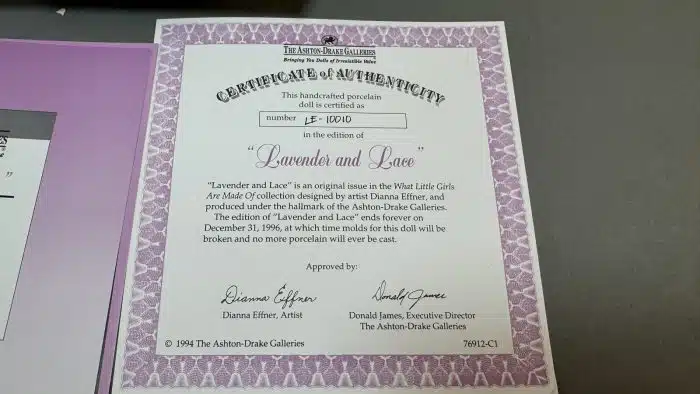 THE ASHTON-DRAKE GALLERIES
Bringing You Dolls of Irresistible Value
CERTIFICATE of AUTHENTICITY
This handcrafted porcelain
doll is certified as
number LE-10010
in the edition of
"Lavender and Lace"
"Lavender and Lace" is an original issue in the What Little Girls
Are Made Of collection designed by artist Dianna Effner, and
produced under the hallmark of the Ashton-Drake Galleries.
The edition of "Lavender and Lace" ends forever on
December 31, 1996, at which time molds for this doll will be
broken and no more porcelain will ever be cast.
Approved by:
Dianna Effner Donald James
Dianna Effner, Artist Donald James, Executive Director
The Ashton-Drake Galleries
© 1994 The Ashton-Drake Galleries 76912-C1